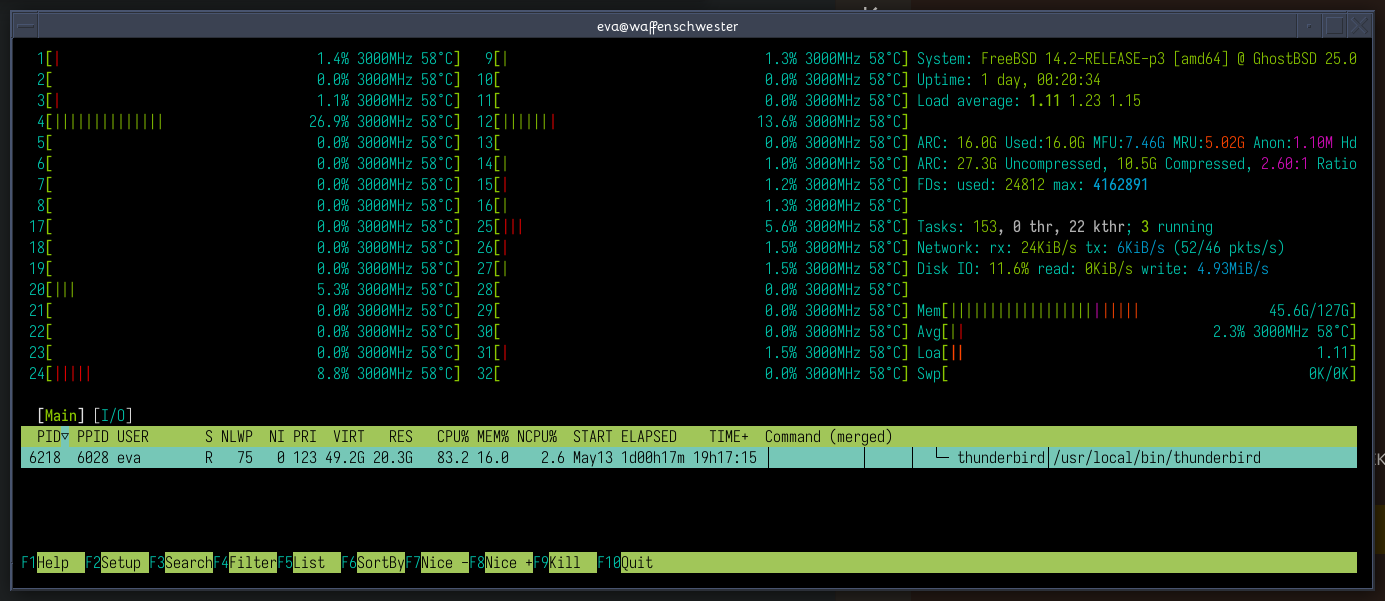 eva@waffenschwester
1[| 1.4% 3000MHz 58°C] 9[| 1.3% 3000MHz 58°C] System: FreeBSD 14.2-RELEASE-p3 [amd64] @ GhostBSD 25.0
2[ 0.0% 3000MHz 58°C] 10[ 0.0% 3000MHz 58°C] Uptime: 1 day, 00:20:34
3[| 1.1% 3000MHz 58°C] 11[ 0.0% 3000MHz 58°C] Load average: 1.11 1.23 1.15
4[|||||||||||||| 26.9% 3000MHz 58°C] 12[||||||| 13.6% 3000MHz 58°C]
5[ 0.0% 3000MHz 58°C] 13[ 0.0% 3000MHz 58°C] ARC: 16.0G Used:16.0G MFU:7.46G MRU:5.02G Anon:1.10M Hd
6[ 0.0% 3000MHz 58°C] 14[| 1.0% 3000MHz 58°C] ARC: 27.3G Uncompressed, 10.5G Compressed, 2.60:1 Ratio
7[ 0.0% 3000MHz 58°C] 15[| 1.2% 3000MHz 58°C] FDs: used: 24812 max: 4162891
8[ 0.0% 3000MHz 58°C] 16[| 1.3% 3000MHz 58°C]
17[ 0.0% 3000MHz 58°C] 25[||| 5.6% 3000MHz 58°C] Tasks: 153, 0 thr, 22 kthr; 3 running
18[ 0.0% 3000MHz 58°C] 26[| 1.5% 3000MHz 58°C] Network: rx: 24KiB/s tx: 6KiB/s (52/46 pkts/s)
19[ 0.0% 3000MHz 58°C] 27[| 1.5% 3000MHz 58°C] Disk IO: 11.6% read: 0KiB/s write: 4.93MiB/s
20[||| 5.3% 3000MHz 58°C] 28[ 0.0% 3000MHz 58°C]
21[ 0.0% 3000MHz 58°C] 29[ 0.0% 3000MHz 58°C] Mem[|||||||||||||||||||||||| 45.6G/127G]
22[ 0.0% 3000MHz 58°C] 30[ 0.0% 3000MHz 58°C] Avg[|| 2.3% 3000MHz 58°C]
23[ 0.0% 3000MHz 58°C] 31[| 1.5% 3000MHz 58°C] Loa[|| 1.11]
24[||||| 8.8% 3000MHz 58°C] 32[ 0.0% 3000MHz 58°C] Swp[ 0K/0K]
[Main] [I/O]
PID▽ PPID USER S NLWP NI PRI VIRT RES CPU% MEM% NCPU% START ELAPSED TIME+ Command (merged)
6218 6028 eva R 75 0 123 49.2G 20.3G 83.2 16.0 2.6 May13 1d00h17m 19h17:15 │ │ │ └─ thunderbird│/usr/local/bin/thunderbird
F1Help F2Setup F3SearchF4FilterF5List F6SortByF7Nice -F8Nice +F9Kill F10Quit